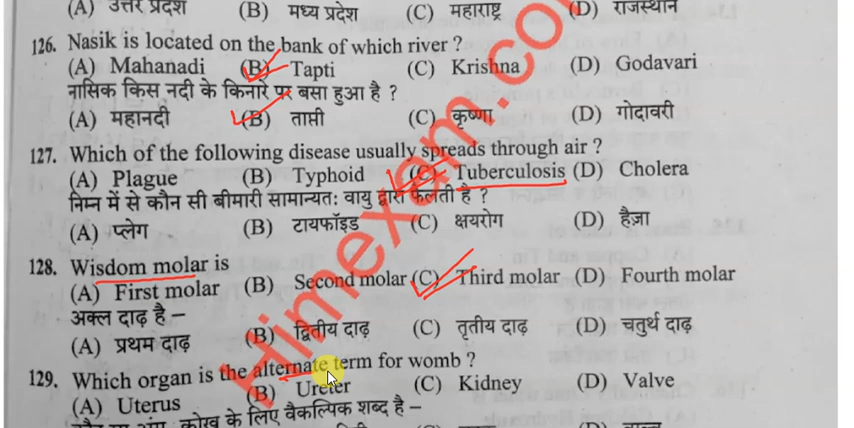 (A) उत्तर प्रदेश (B) मध्य प्रदेश (C) महाराष्ट्र (D) राजस्थान
126. Nasik is located on the bank of which river ?
(A) Mahanadi (B) Tapti (C) Krishna (D) Godavari
नासिक किस नदी के किनारे पर बसा हुआ है ?
(A) महानदी (B) ताप्ती (C) कृष्णा (D) गोदावरी
127. Which of the following disease usually spreads through air ?
(A) Plague (B) Typhoid (C) Tuberculosis (D) Cholera
निम्न में से कौन सी बीमारी सामान्यतः वायु द्वारा फैलती है ?
(A) प्लेग (B) टायफॉइड (C) क्षयरोग (D) हैज़ा
128. Wisdom molar is
(A) First molar (B) Second molar (C) Third molar (D) Fourth molar
अक्ल दाढ़ है –
(A) प्रथम दाढ़ (B) द्वितीय दाढ़ (C) तृतीय दाढ़ (D) चतुर्थ दाढ़
129. Which organ is the alternate term for womb ?
(A) Uterus (B) Ureter (C) Kidney (D) Valve
कोख के लिए वैकल्पिक शब्द है –
Himexam.com